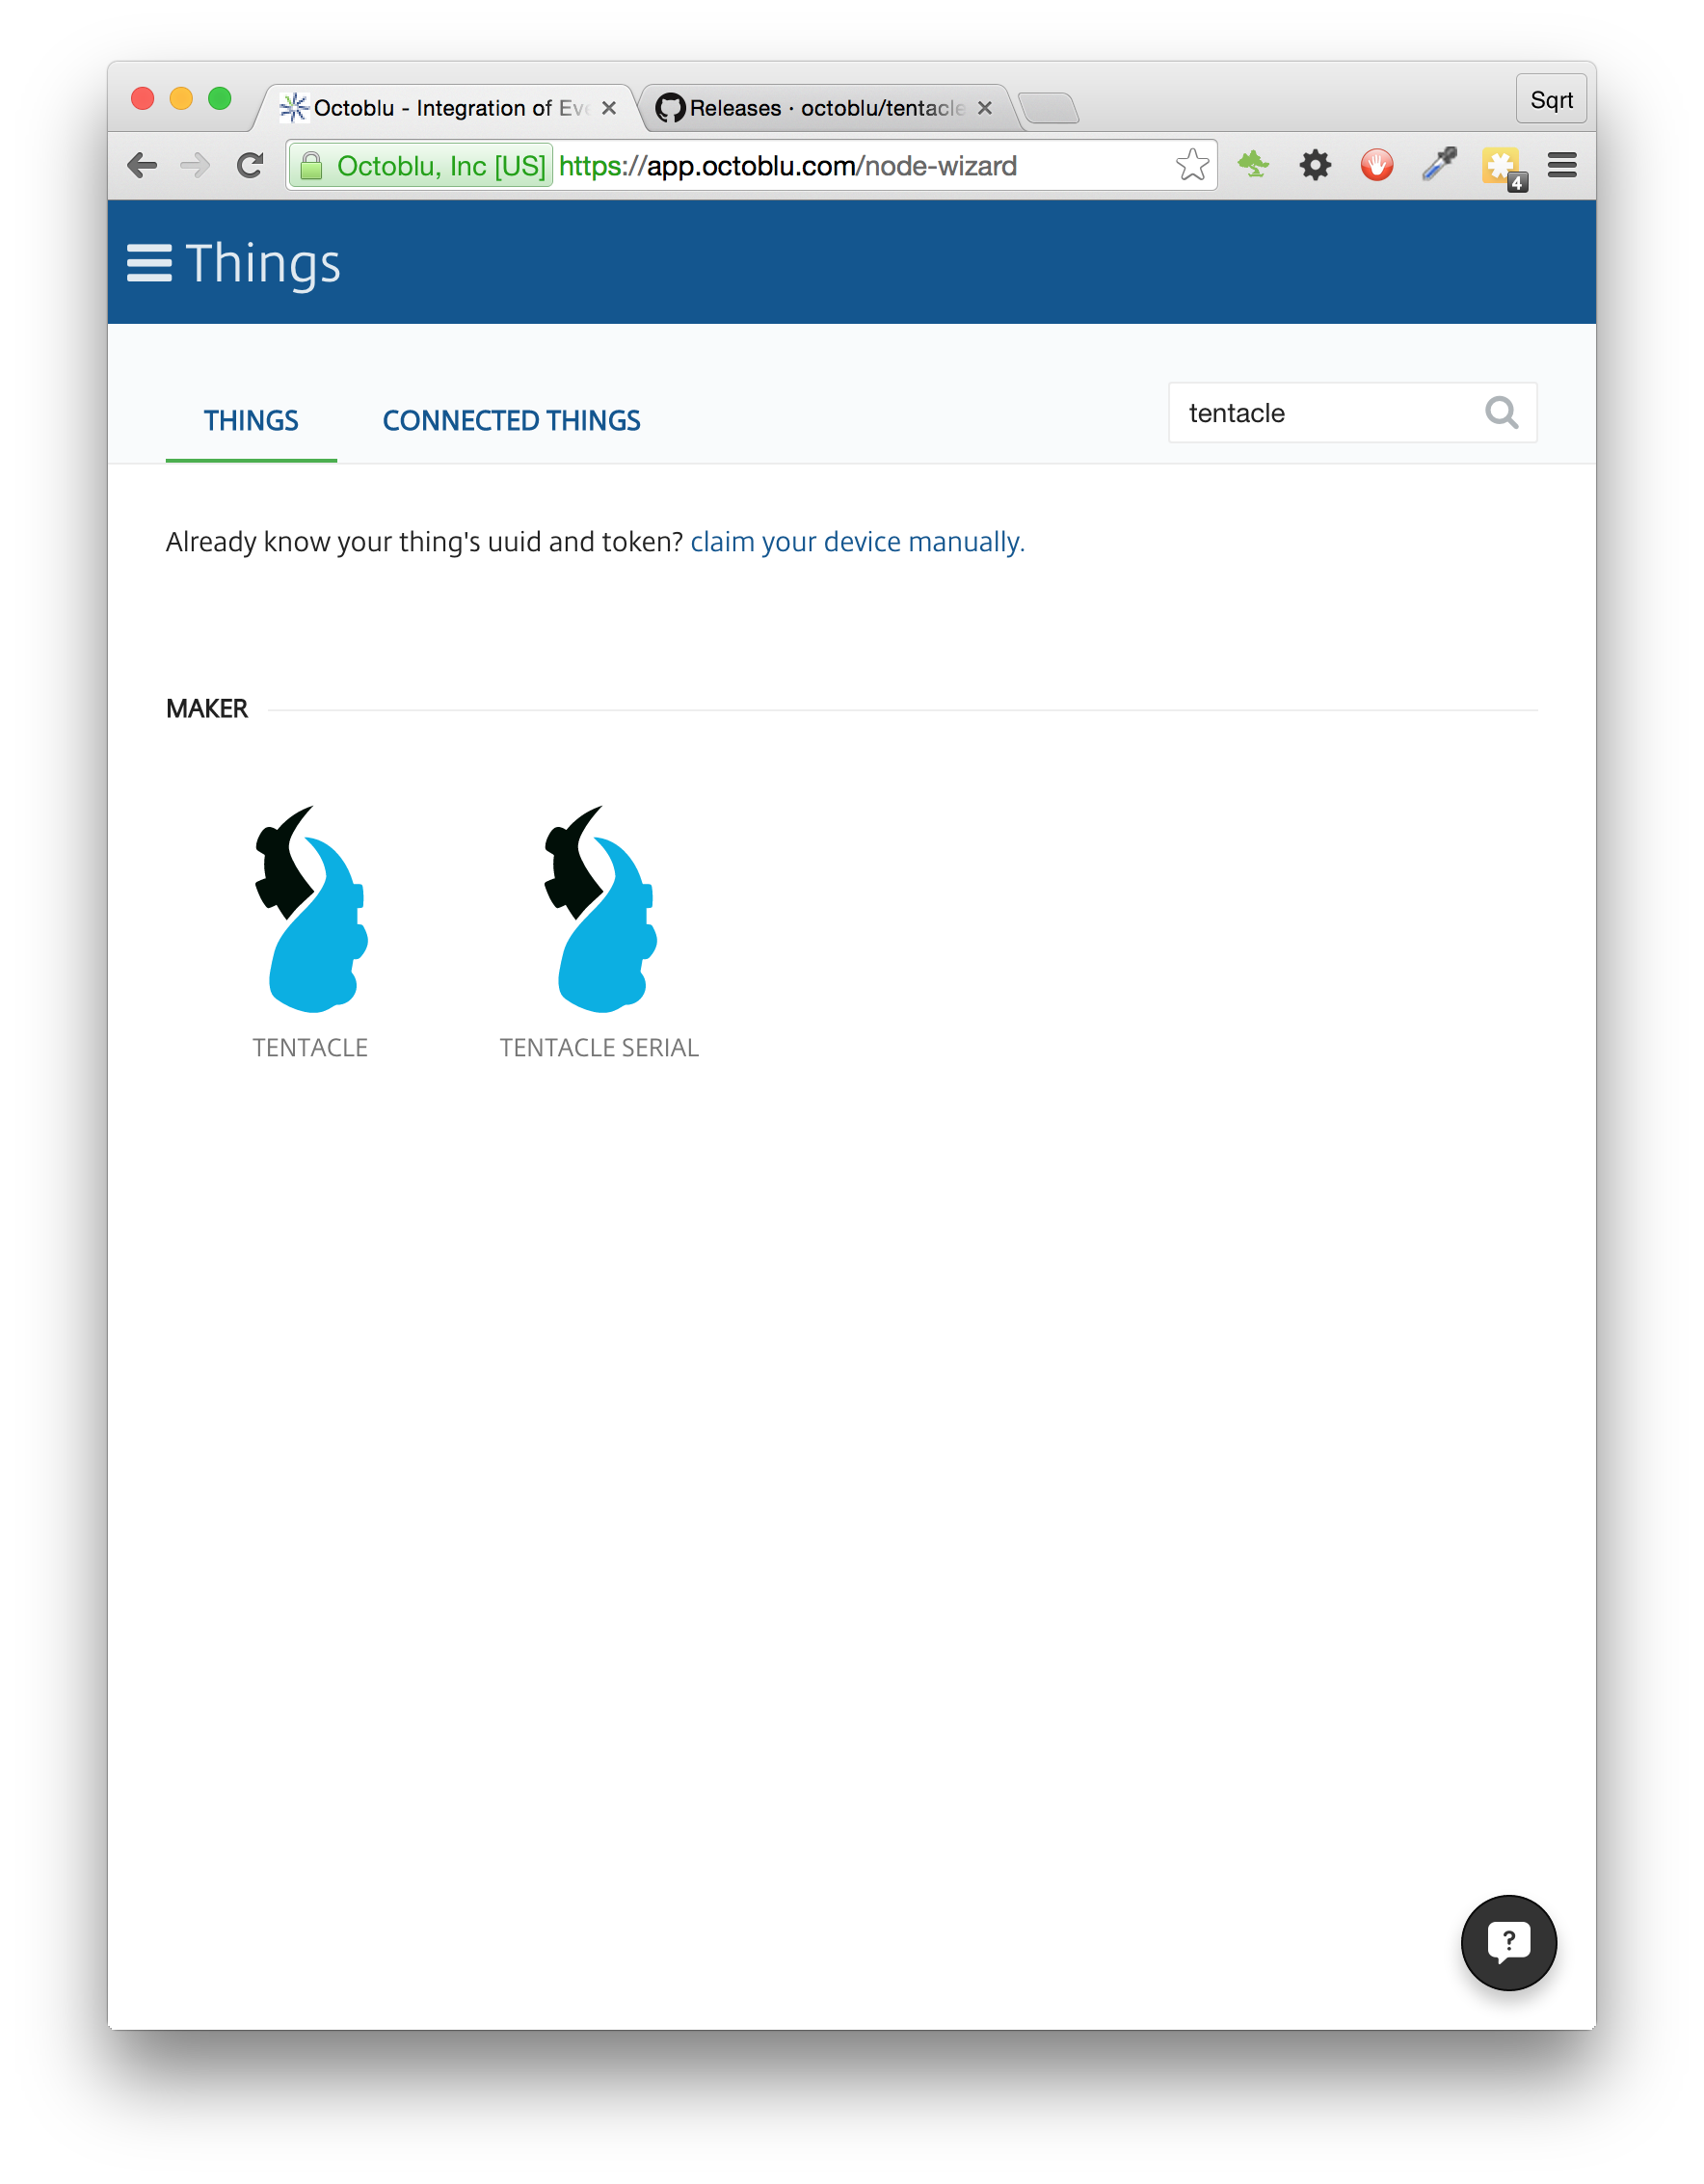 Octoblu - Integration of Eve
Releases · octoblu/tentacle
Sqrt
Octoblu, Inc [US] https://app.octoblu.com/node-wizard
4
Things
THINGS
CONNECTED THINGS
tentacle
Already know your thing's uuid and token? claim your device manually.
MAKER
TENTACLE
TENTACLE SERIAL
?